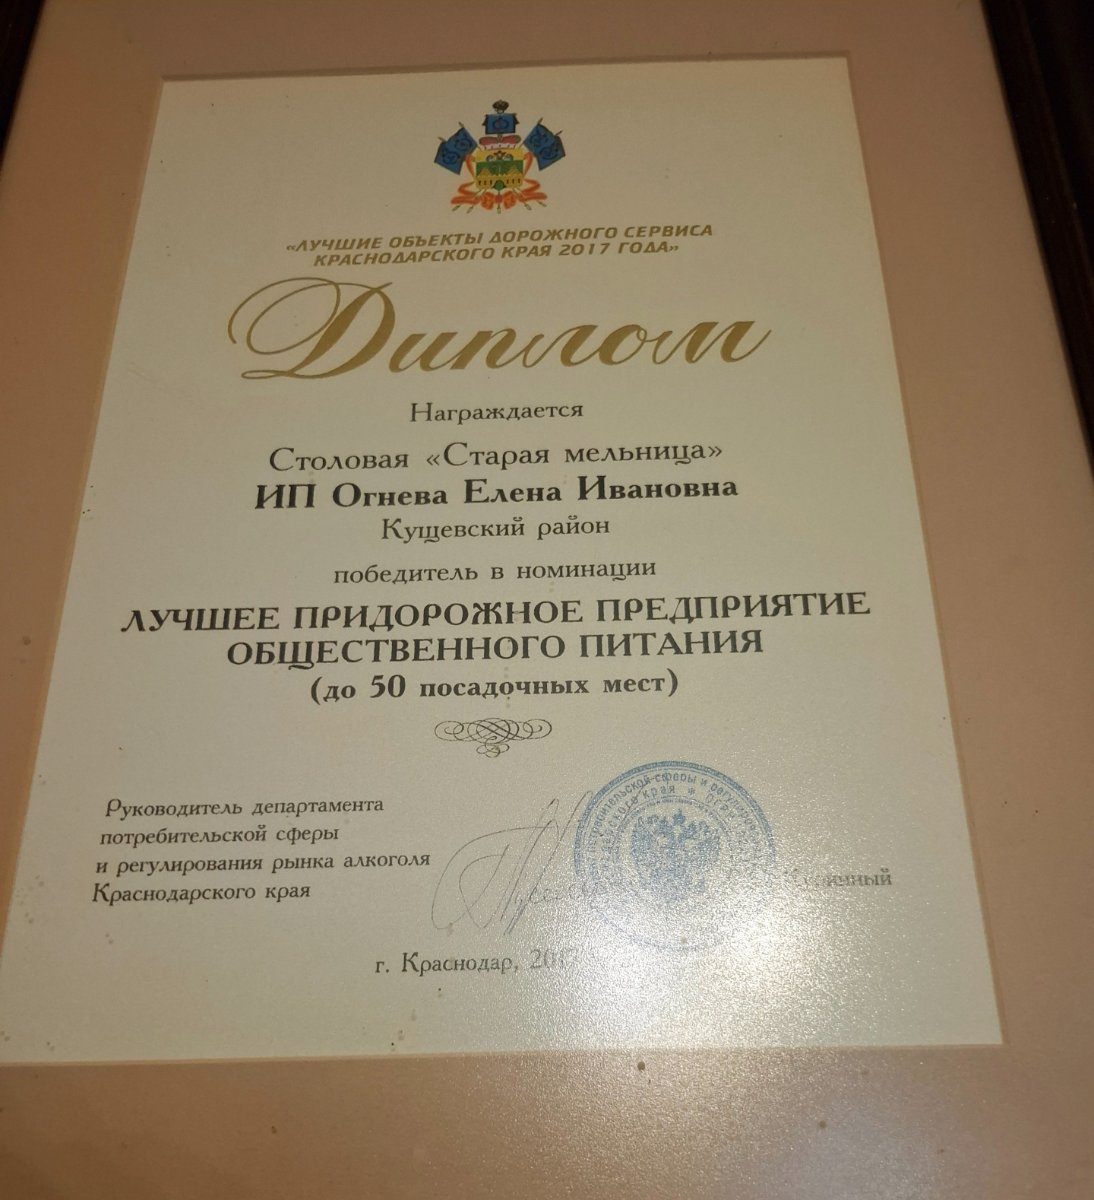 «ЛУЧШИЕ ОБЪЕКТЫ ДОРОЖНОГО СЕРВИСА
КРАСНОДАРСКОГО КРАЯ 2017 ГОДА»
Диплом
Награждается
Столовая «Старая мельница»
ИП Огнева Елена Ивановна
Кущевский район
победитель в номинации
ЛУЧШЕЕ ПРИДОРОЖНОЕ ПРЕДПРИЯТИЕ
ОБЩЕСТВЕННОГО ПИТАНИЯ
(до 50 посадочных мест)
Руководитель департамента
потребительской сферы
и регулирования рынка алкоголя
Краснодарского края
г. Краснодар, 2017